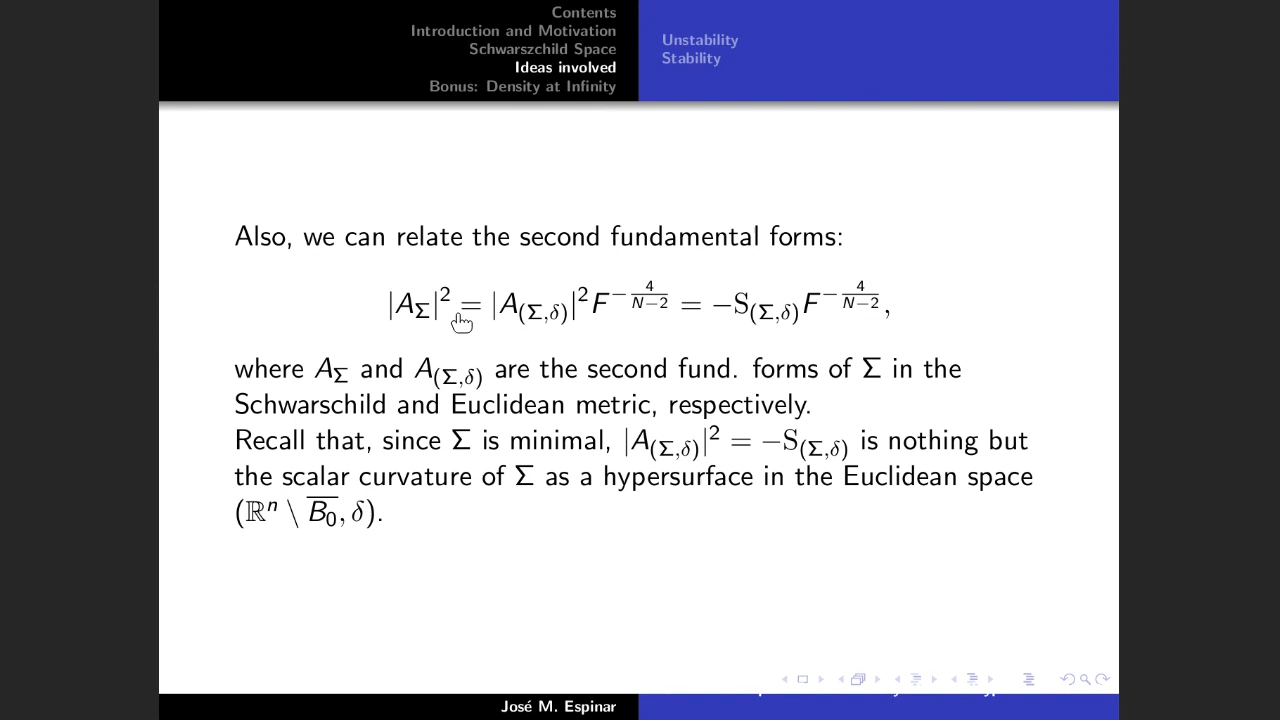 Contents
Introduction and Motivation
Schwarszchild Space
Ideas involved
Bonus: Density at Infinity
Unstability
Stability
Also, we can relate the second fundamental forms:
|A_Σ|² = |A_(Σ,δ)|² F^{−4/(N−2)} = −S_(Σ,δ) F^{−4/(N−2)},
where A_Σ and A_(Σ,δ) are the second fund. forms of Σ in the
Schwarschild and Euclidean metric, respectively.
Recall that, since Σ is minimal, |A_(Σ,δ)|² = −S_(Σ,δ) is nothing but
the scalar curvature of Σ as a hypersurface in the Euclidean space
(ℝⁿ \ \overline{B_0}, δ).
José M. Espinar